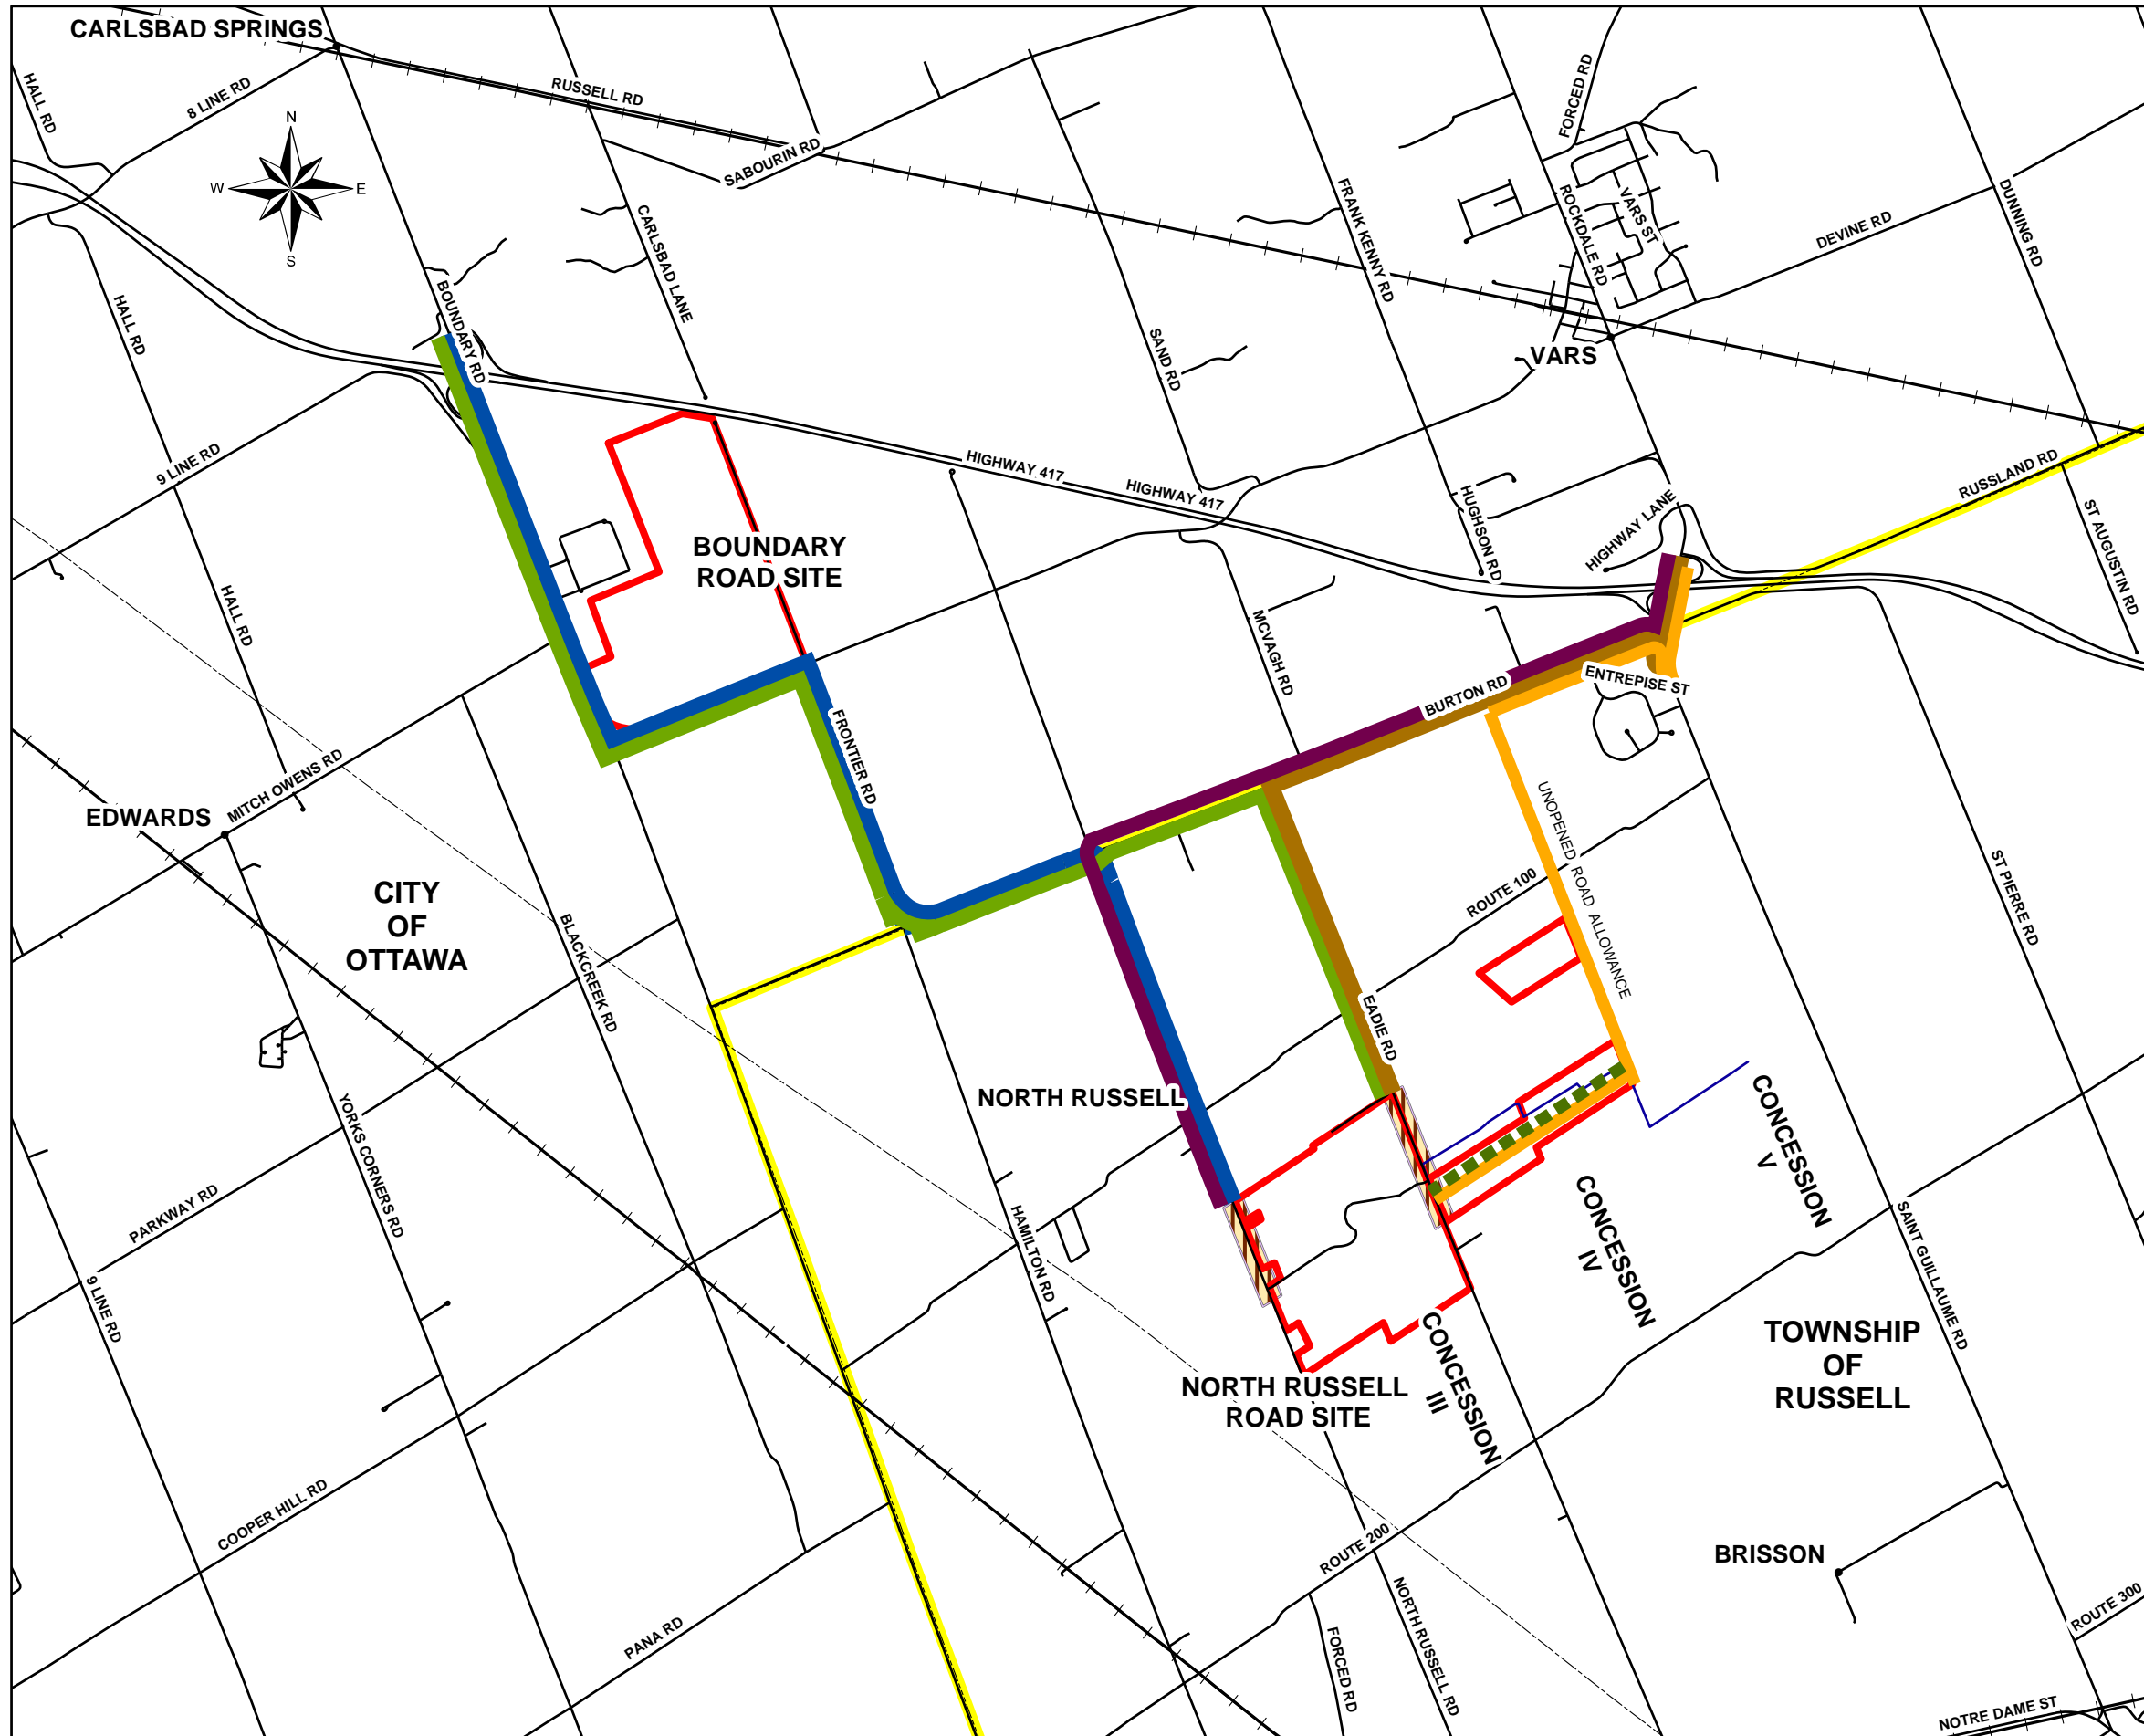 CARLSBAD SPRINGS
HALL RD
8 LINE RD
RUSSELL RD
SABOURIN RD
FORCED RD
N
W
E
S
CARLSBAD LANE
FRANK KENNY RD
ROCKDALE RD
VARS ST
DEVINE RD
DUNNING RD
HALL RD
BOUNDARY RD
SAND RD
VARS
9 LINE RD
HIGHWAY 417
HIGHWAY 417
HUGHSON RD
HIGHWAY LANE
RUSSLAND RD
ST AUGUSTIN RD
BOUNDARY
ROAD SITE
HALL RD
MCVAGH RD
BURTON RD
ENTREPISE ST
FRONTIER RD
MITCH OWENS RD
EDWARDS
UNOPENED ROAD ALLOWANCE
ROUTE 100
ST PIERRE RD
CITY
OF
OTTAWA
BLACKCREEK RD
EADIE RD
NORTH RUSSELL
YORKS CORNERS RD
CONCESSION
V
CONCESSION
IV
PARKWAY RD
HAMILTON RD
SAINT GUILLAUME RD
9 LINE RD
CONCESSION
III
TOWNSHIP
OF
RUSSELL
NORTH RUSSELL
ROAD SITE
COOPER HILL RD
ROUTE 200
BRISSON
PANA RD
FORCED RD
NORTH RUSSELL RD
ROUTE 300
NOTRE DAME ST